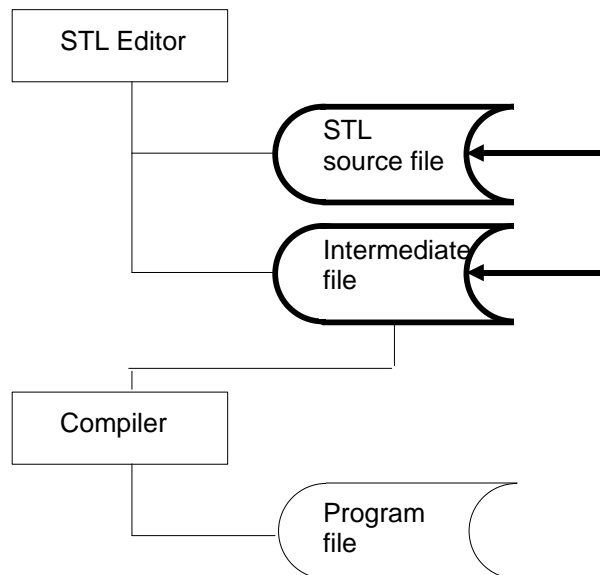 STL Editor
STL
source file
Intermediate
file
Compiler
Program
file